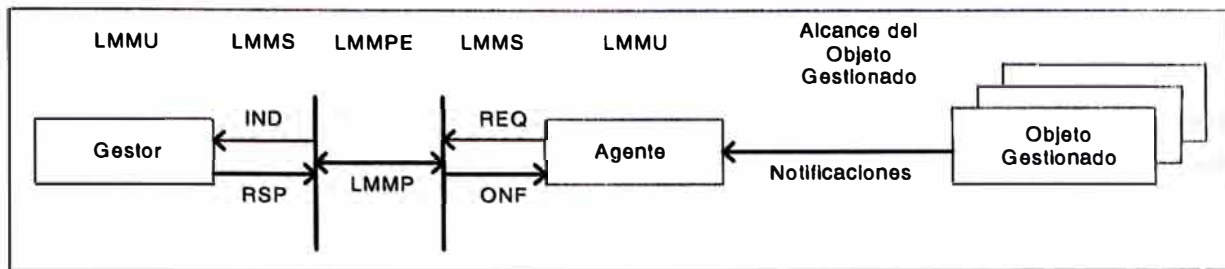 LMMU LMMS LMMPE LMMS LMMU Alcance del
Objeto
Gestionado
IND REQ
Gestor Agente Objeto
Gestionado
LMMP Notificaciones
RSP ONF